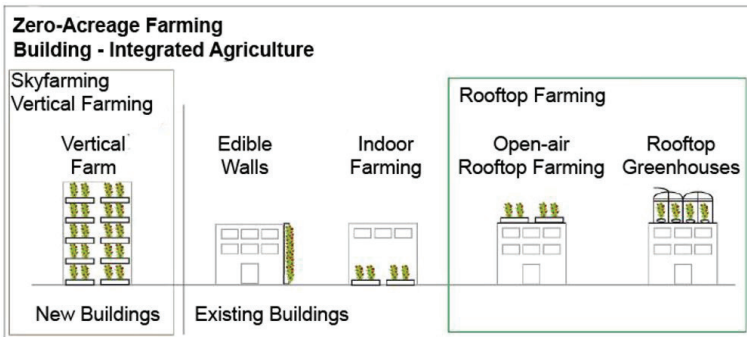 Zero-Acreage Farming
Building - Integrated Agriculture
Skyfarming
Vertical Farming
Rooftop Farming
Vertical
Farm
Edible
Walls
Indoor
Farming
Open-air
Rooftop Farming
Rooftop
Greenhouses
New Buildings
Existing Buildings